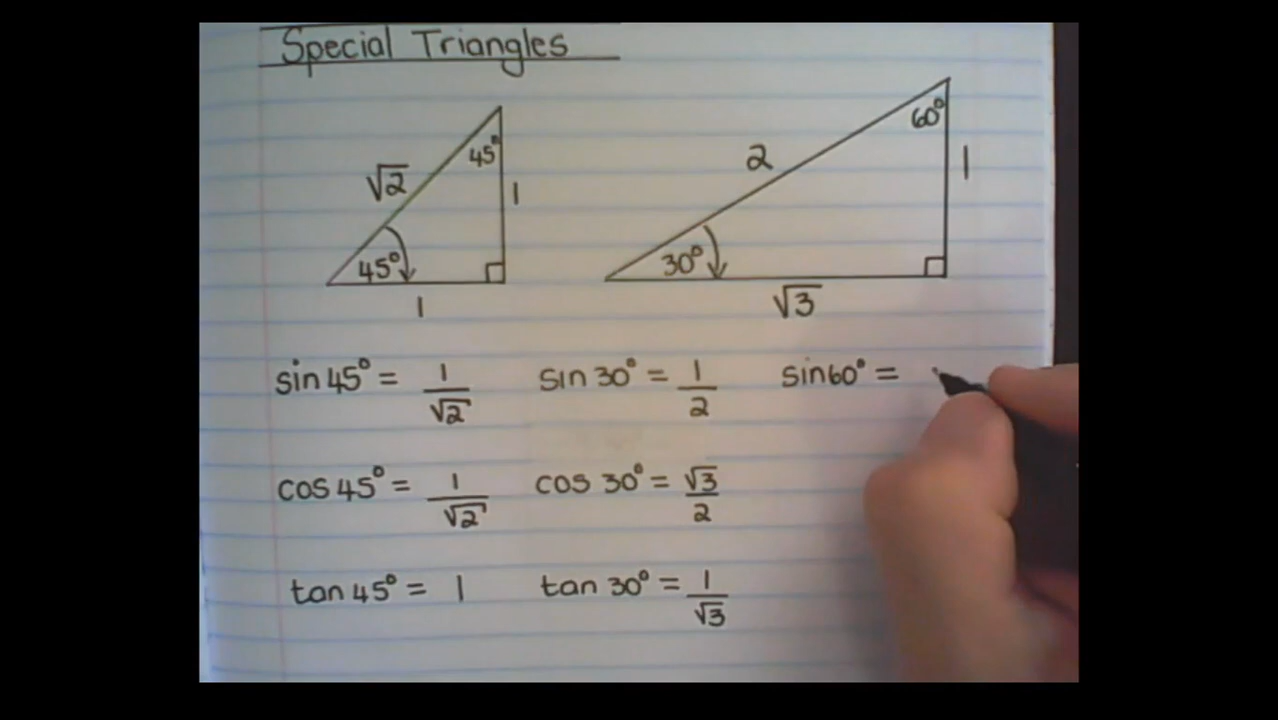 Special Triangles
60°
2
45°
√2
1
1
45°
30°
1
√3
sin 45° = 1/√2 sin 30° = 1/2 sin 60° =
cos 45° = 1/√2 cos 30° = √3/2
tan 45° = 1 tan 30° = 1/√3